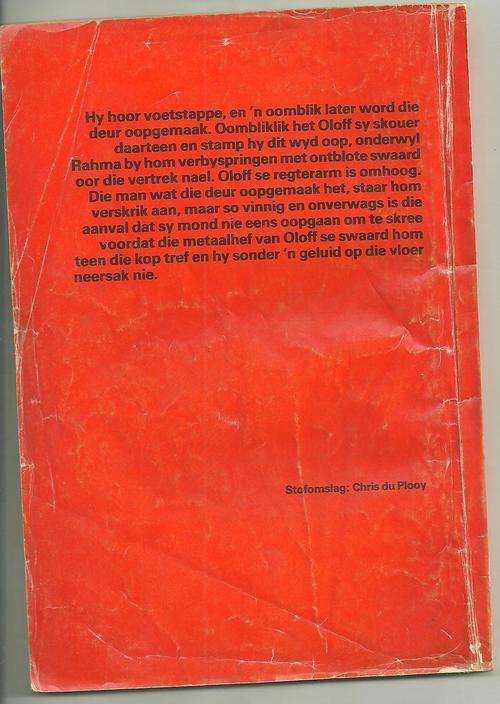 Hy hoor voetstappe, en 'n oomblik later word die
deur oopgemaak. Oombliklik het Oloff sy skouer
daarteen en stamp hy dit wyd oop, onderwyl
Rahma by hom verbyspringen met ontblote swaard
oor die vertrek nael. Oloff se regterarm is omhoog.
Die man wat die deur oopgemaak het, staar hom
verskrik aan, maar so vinnig en onverwags is die
aanval dat sy mond nie eens oopgaan om te skree
voordat die metaalhef van Oloff se swaard hom
teen die kop tref en hy sonder 'n geluid op die vloer
neersak nie.
Stofomslag: Chris du Plooy